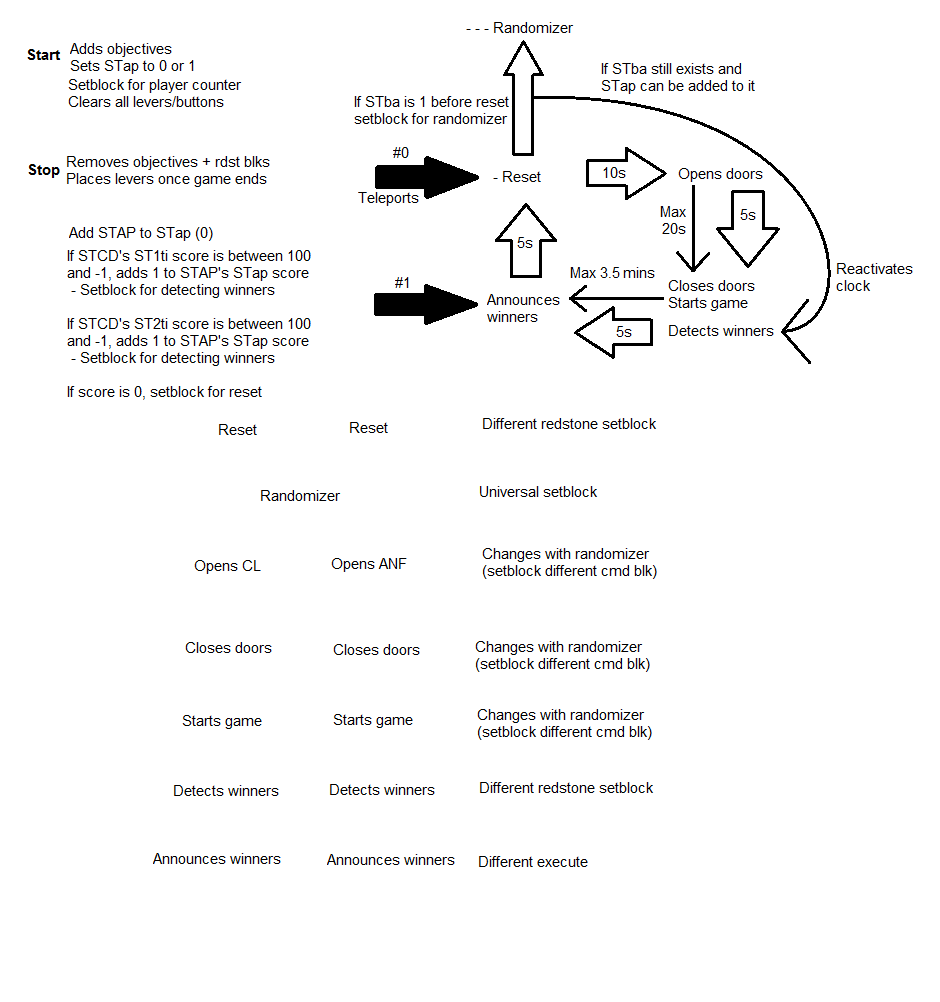 - - - Randomizer
Start
Adds objectives
Sets STap to 0 or 1
Setblock for player counter
Clears all levers/buttons
If STba still exists and
STap can be added to it
If STba is 1 before reset
setblock for randomizer
Stop
Removes objectives + rdst blks
Places levers once game ends
#0
Teleports
- Reset
10s
Opens doors
Max
20s
5s
Add STAP to STap (0)
If STCD's ST1ti score is between 100
and -1, adds 1 to STAP's STap score
- Setblock for detecting winners
5s
Reactivates
clock
#1
Announces
winners
Max 3.5 mins
Closes doors
Starts game
5s
Detects winners
If STCD's ST2ti score is between 100
and -1, adds 1 to STAP's STap score
- Setblock for detecting winners
If score is 0, setblock for reset
Reset
Reset
Different redstone setblock
Randomizer
Universal setblock
Opens CL
Opens ANF
Changes with randomizer
(setblock different cmd blk)
Closes doors
Closes doors
Changes with randomizer
(setblock different cmd blk)
Starts game
Starts game
Changes with randomizer
(setblock different cmd blk)
Detects winners
Detects winners
Different redstone setblock
Announces winners
Announces winners
Different execute